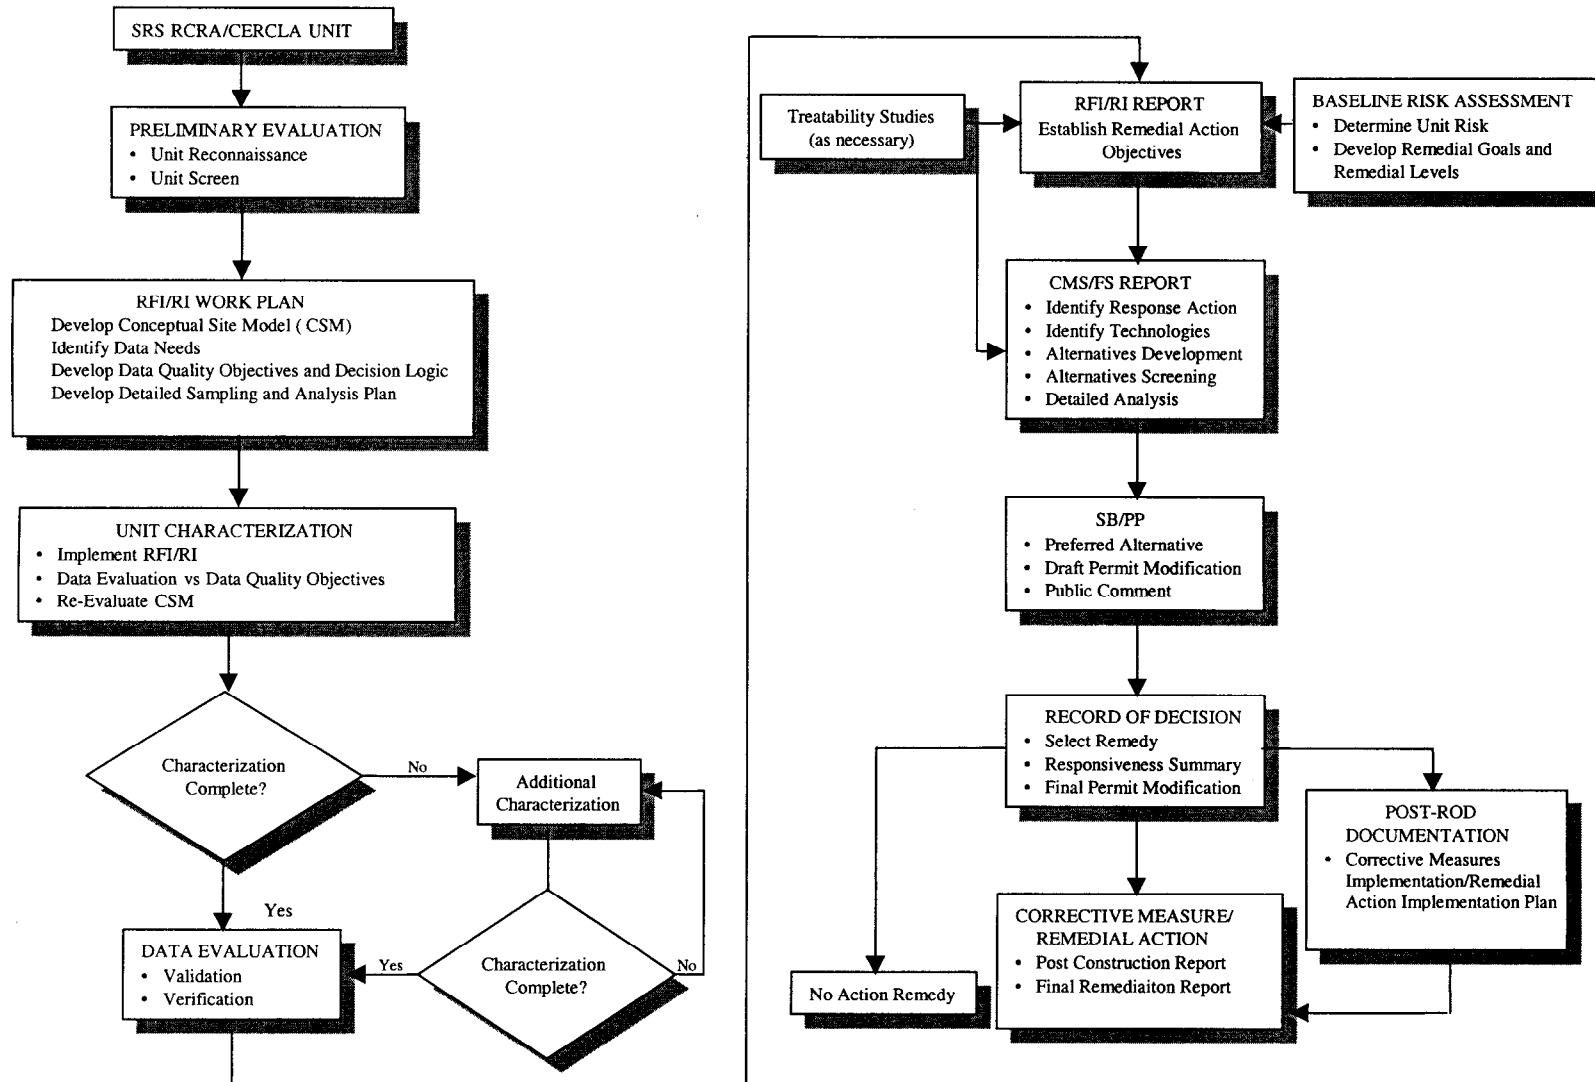 SRS RCRA/CERCLA UNIT
PRELIMINARY EVALUATION
• Unit Reconnaissance
• Unit Screen
RFI/RI WORK PLAN
Develop Conceptual Site Model ( CSM)
Identify Data Needs
Develop Data Quality Objectives and Decision Logic
Develop Detailed Sampling and Analysis Plan
UNIT CHARACTERIZATION
• Implement RFI/RI
• Data Evaluation vs Data Quality Objectives
• Re-Evaluate CSM
Characterization
Complete?
No
Additional
Characterization
Yes
DATA EVALUATION
• Validation
• Verification
Yes
Characterization
Complete?
No
Treatability Studies
(as necessary)
RFI/RI REPORT
Establish Remedial Action
Objectives
BASELINE RISK ASSESSMENT
• Determine Unit Risk
• Develop Remedial Goals and
Remedial Levels
CMS/FS REPORT
• Identify Response Action
• Identify Technologies
• Alternatives Development
• Alternatives Screening
• Detailed Analysis
SB/PP
• Preferred Alternative
• Draft Permit Modification
• Public Comment
RECORD OF DECISION
• Select Remedy
• Responsiveness Summary
• Final Permit Modification
POST-ROD
DOCUMENTATION
• Corrective Measures
Implementation/Remedial
Action Implementation Plan
CORRECTIVE MEASURE/
REMEDIAL ACTION
• Post Construction Report
• Final Remediaiton Report
No Action Remedy